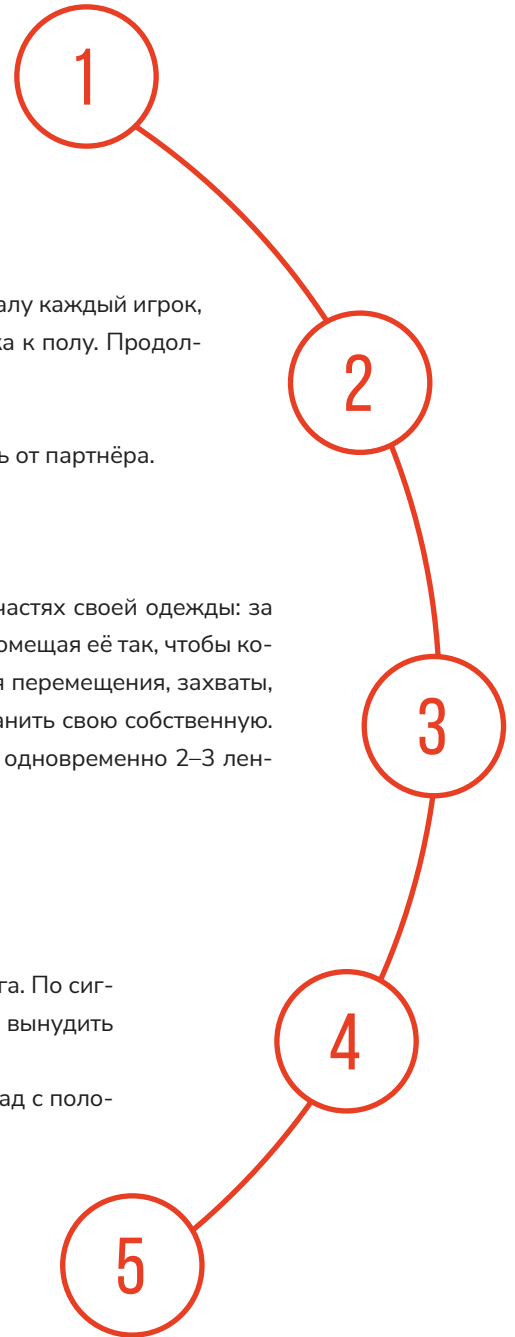 1
алу каждый игрок,
ка к полу. Продол-
2
ь от партнёра.
частях своей одежды: за
омещая её так, чтобы ко-
я перемещения, захваты,
анить свою собственную.
3
одновременно 2–3 лен-
га. По сиг-
вынудить
4
ад с поло-
5